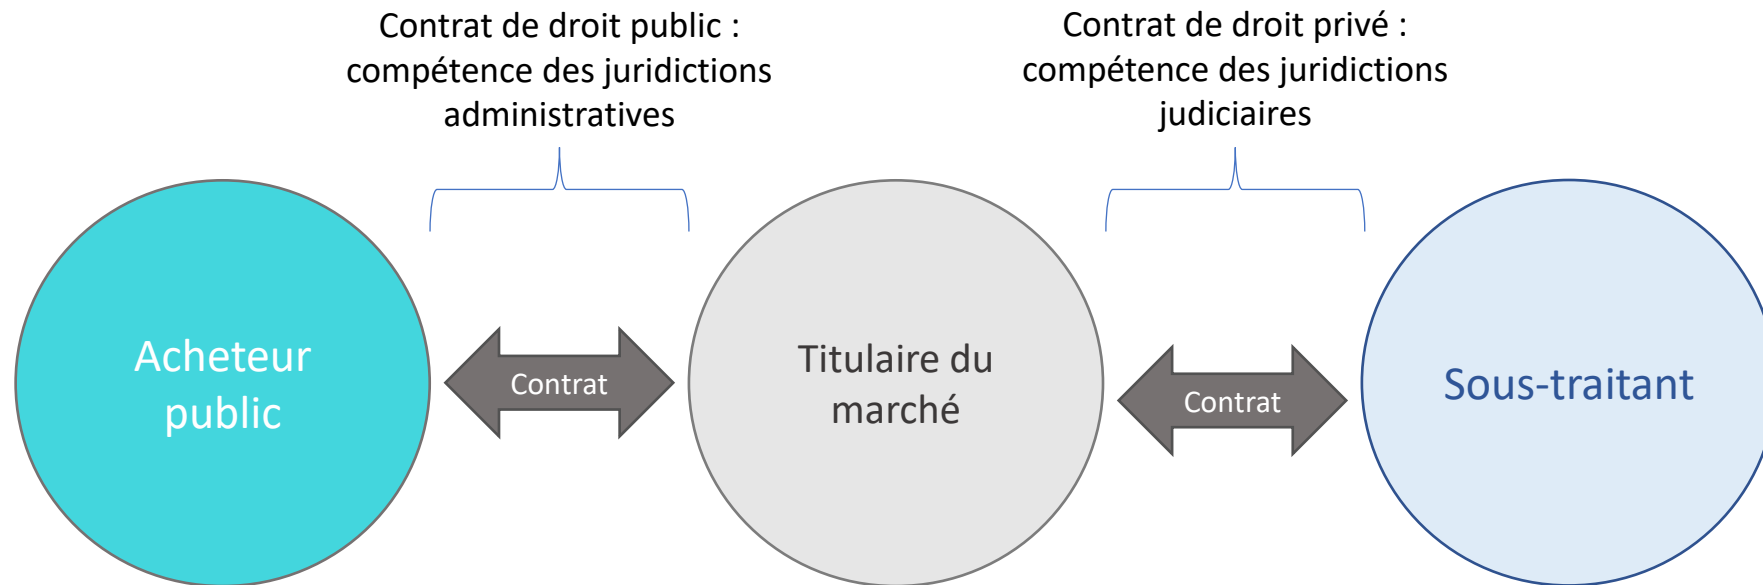 Contrat de droit public :
compétence des juridictions
administratives
Contrat de droit privé :
compétence des juridictions
judiciaires
Acheteur
public
Contrat
Titulaire du
marché
Contrat
Sous-traitant